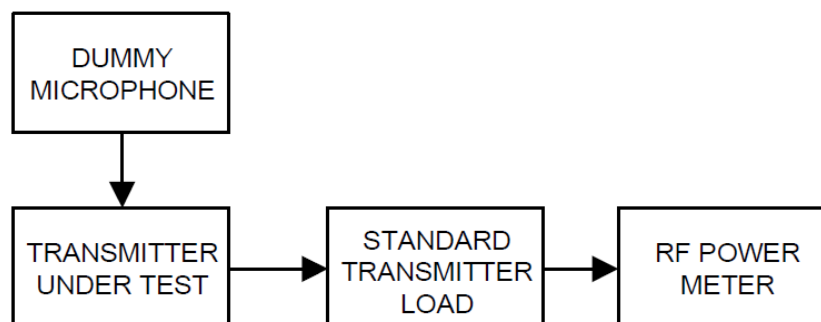 DUMMY
MICROPHONE
TRANSMITTER
UNDER TEST
STANDARD
TRANSMITTER
LOAD
RF POWER
METER